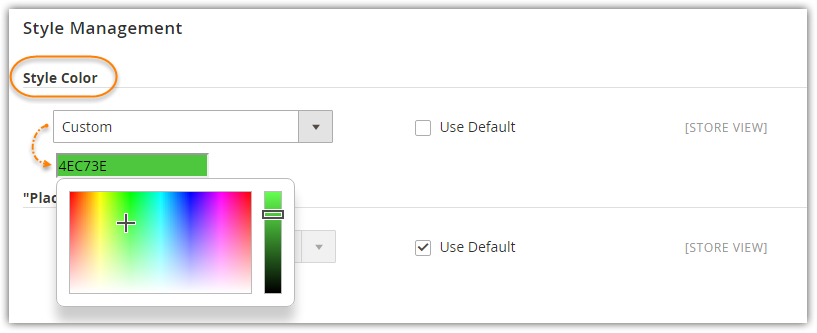 Style Management
Style Color
Custom
Use Default
[STORE VIEW]
4EC73E
"Plac
Use Default
[STORE VIEW]